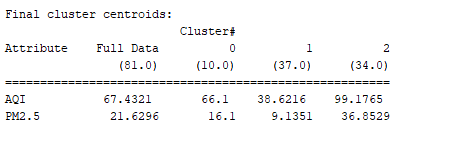 Final cluster centroids:
Cluster#
Attribute Full Data 0 1 2
(81.0) (10.0) (37.0) (34.0)
==========================================================
AQI 67.4321 66.1 38.6216 99.1765
PM2.5 21.6296 16.1 9.1351 36.8529